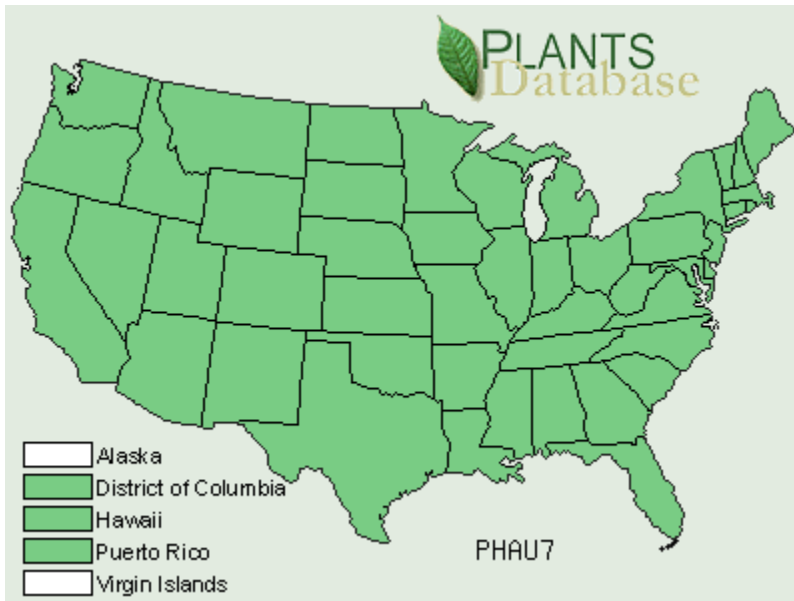 PLANTS
Database
Alaska
District of Columbia
Hawaii
Puerto Rico
Virgin Islands
PHAU7